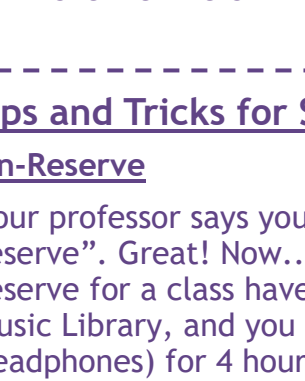 ps and Tricks for S
n-Reserve
our professor says you
eserve". Great! Now..
eserve for a class have
usic Library, and you
eadphones) for 4 hour